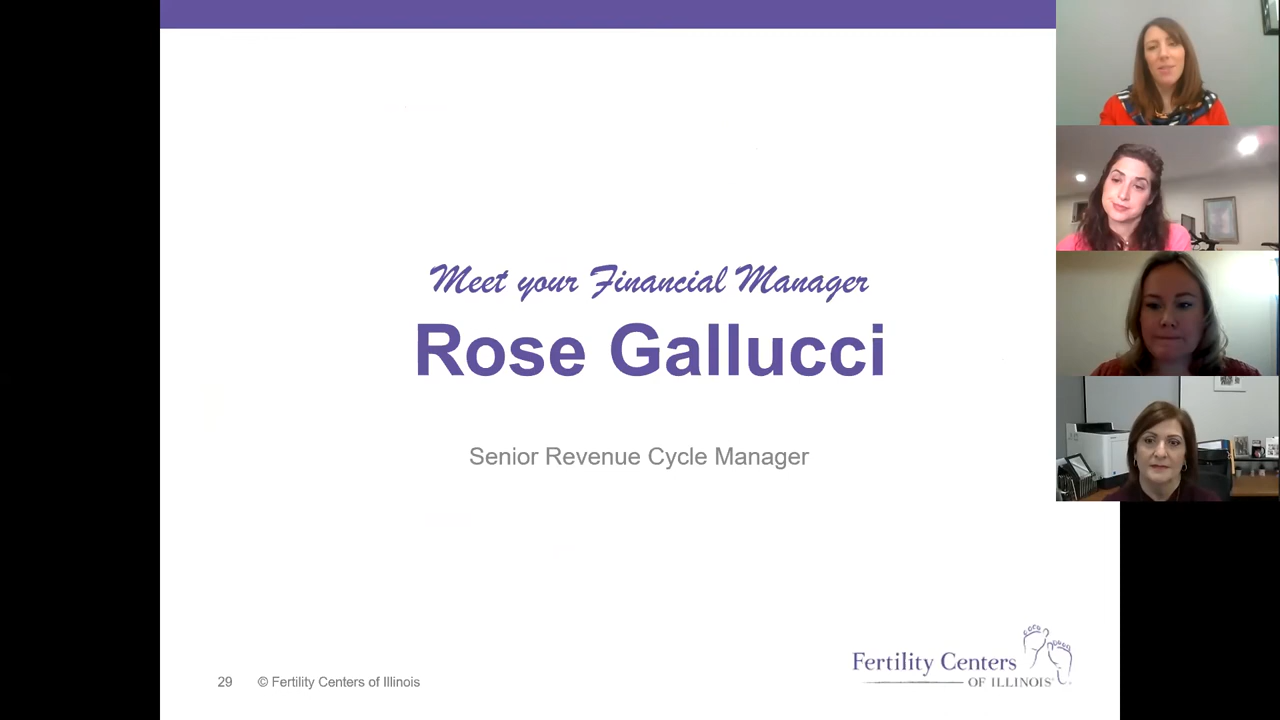 Meet your Financial Manager
Rose Gallucci
Senior Revenue Cycle Manager
29 © Fertility Centers of Illinois
Fertility Centers
OF ILLINOIS